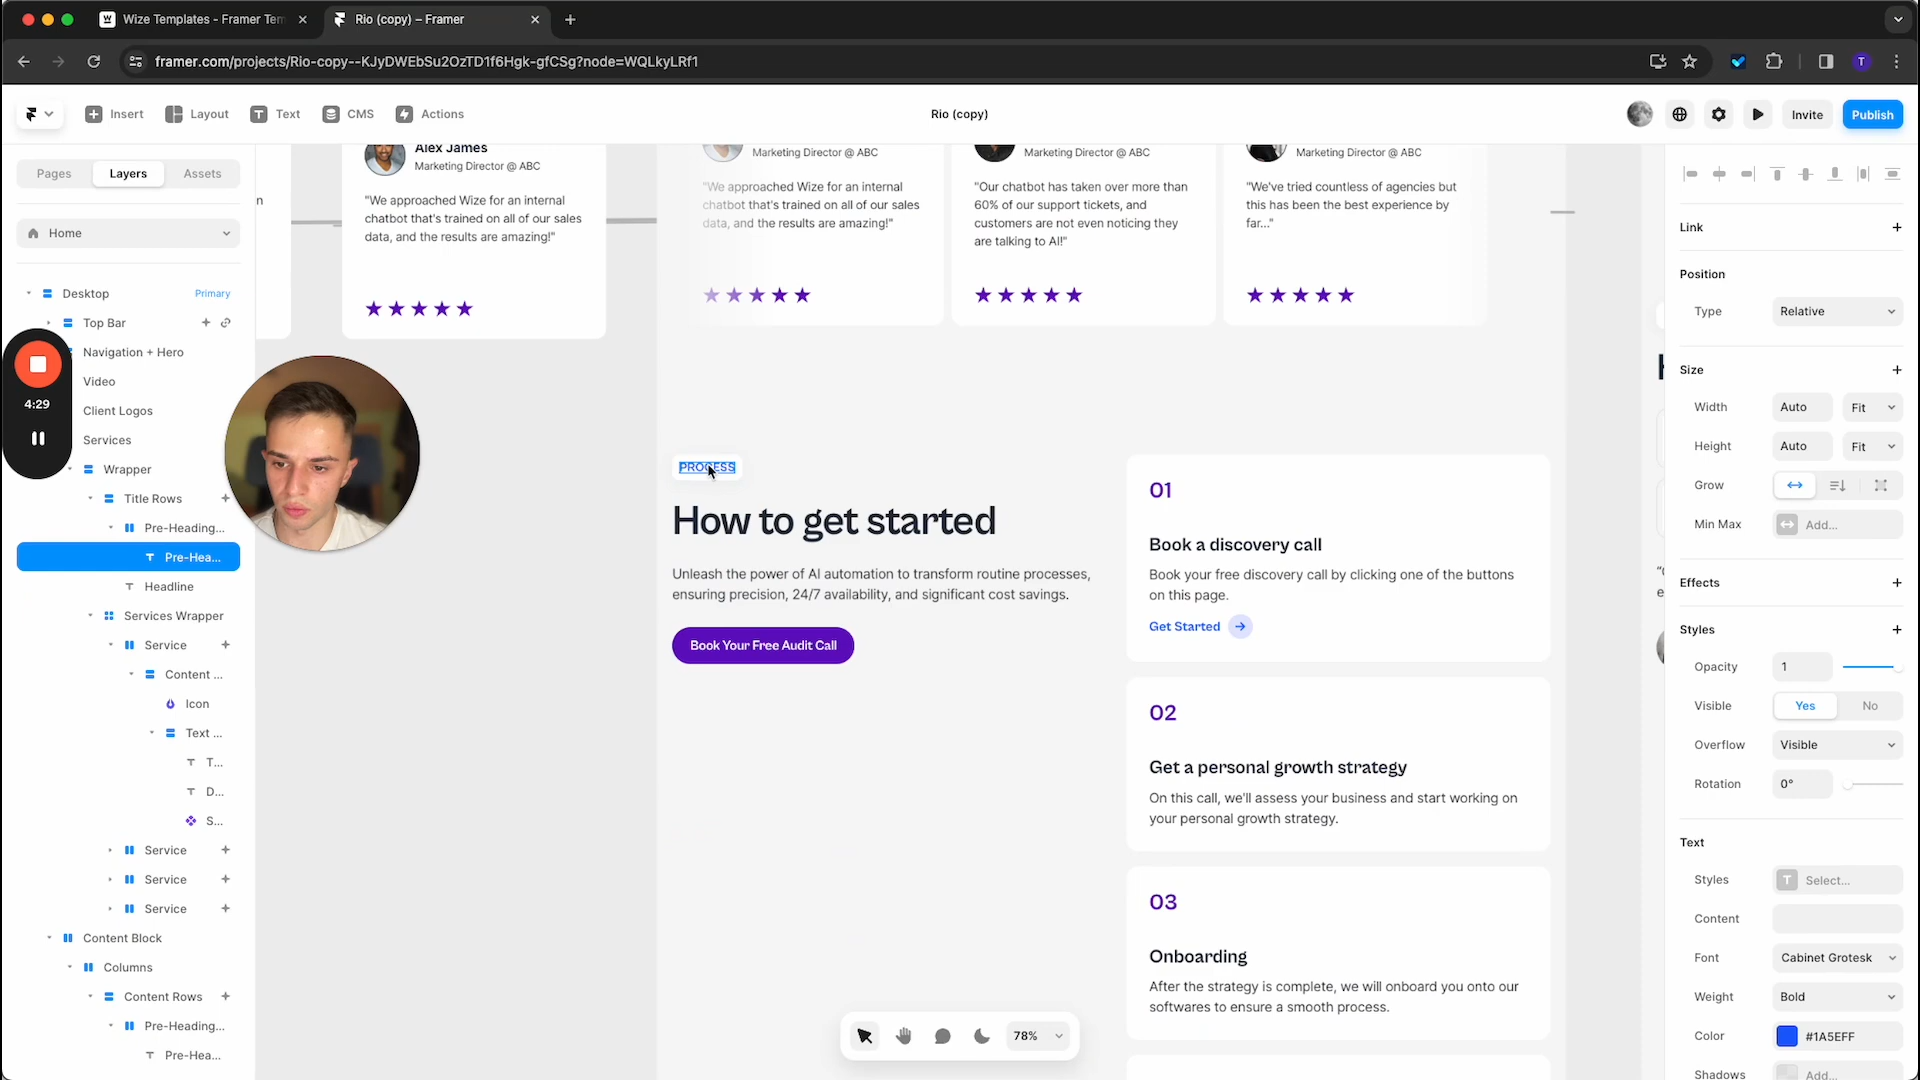 Wize Templates - Framer Tem
Rio (copy) – Framer
framer.com/projects/Rio-copy--KJyDWEbSu2OzTD1f6Hgk-gfCSg?node=WQLkyLRf1
T
Insert
Layout
Text
CMS
Actions
Rio (copy)
Invite
Publish
Pages
Layers
Assets
Home
Desktop
Primary
Top Bar
Navigation + Hero
Video
Client Logos
Services
Wrapper
Title Rows
Pre-Heading...
Pre-Hea...
Headline
Services Wrapper
Service
Content ...
Icon
Text ...
T...
D...
S...
Service
Service
Service
Content Block
Columns
Content Rows
Pre-Heading...
Pre-Hea...
4:29
n
Alex James
Marketing Director @ ABC
"We approached Wize for an internal
chatbot that's trained on all of our sales
data, and the results are amazing!"
Marketing Director @ ABC
"We approached Wize for an internal
chatbot that's trained on all of our sales
data, and the results are amazing!"
Marketing Director @ ABC
"Our chatbot has taken over more than
60% of our support tickets, and
customers are not even noticing they
are talking to AI!"
Marketing Director @ ABC
"We've tried countless of agencies but
this has been the best experience by
far..."
PROCESS
How to get started
Unleash the power of AI automation to transform routine processes,
ensuring precision, 24/7 availability, and significant cost savings.
Book Your Free Audit Call
01
Book a discovery call
Book your free discovery call by clicking one of the buttons
on this page.
Get Started
02
Get a personal growth strategy
On this call, we'll assess your business and start working on
your personal growth strategy.
03
Onboarding
After the strategy is complete, we will onboard you onto our
softwares to ensure a smooth process.
78%
Link
Position
Type
Relative
Size
Width
Auto
Fit
Height
Auto
Fit
Grow
Min Max
Add...
Effects
Styles
Opacity
1
Visible
Yes
No
Overflow
Visible
Rotation
0°
Text
Styles
Select...
Content
Font
Cabinet Grotesk
Weight
Bold
Color
#1A5EFF
Shadows
Add...